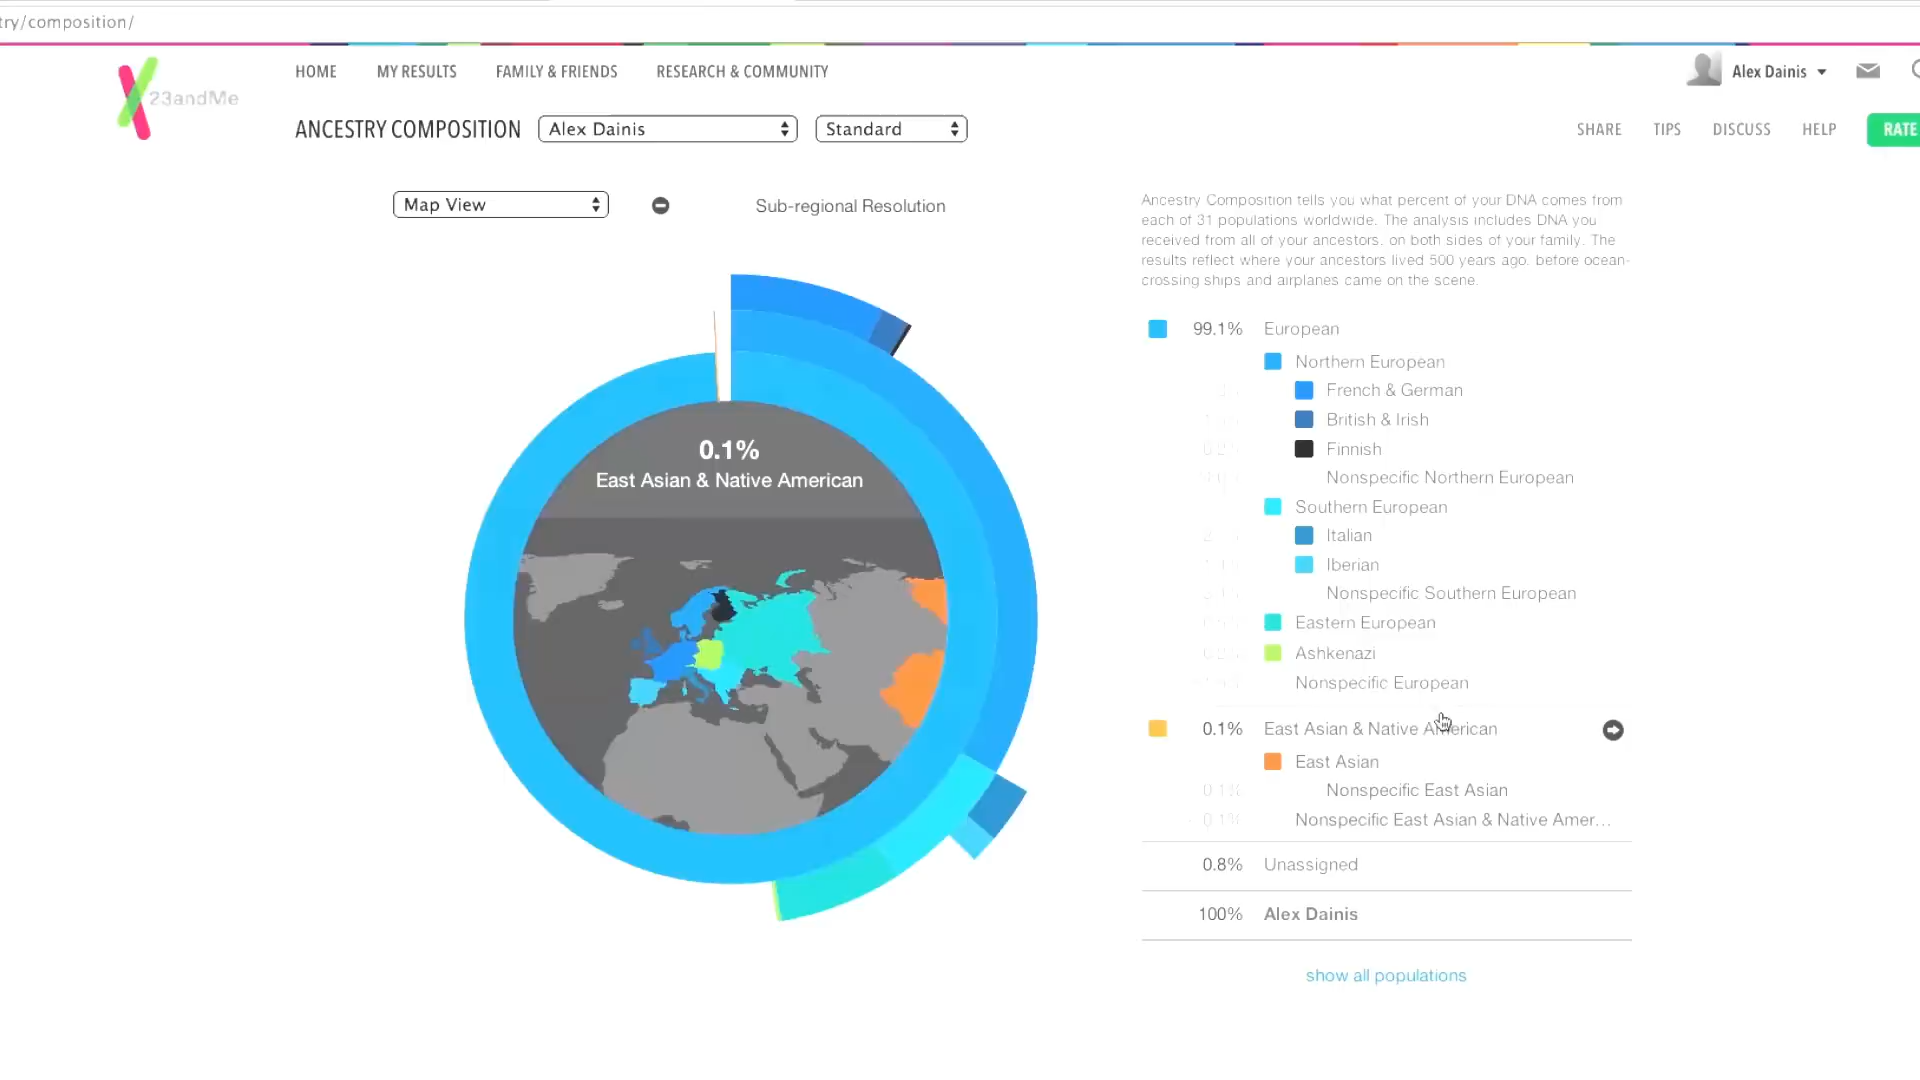 try/composition/
23andMe
HOME MY RESULTS FAMILY & FRIENDS RESEARCH & COMMUNITY
Alex Dainis
ANCESTRY COMPOSITION Alex Dainis Standard
SHARE TIPS DISCUSS HELP RATE
Map View
Sub-regional Resolution
Ancestry Composition tells you what percent of your DNA comes from
each of 31 populations worldwide. The analysis includes DNA you
received from all of your ancestors, on both sides of your family. The
results reflect where your ancestors lived 500 years ago, before ocean-
crossing ships and airplanes came on the scene.
0.1%
East Asian & Native American
99.1% European
Northern European
French & German
British & Irish
Finnish
Nonspecific Northern European
Southern European
Italian
Iberian
Nonspecific Southern European
Eastern European
Ashkenazi
Nonspecific European
0.1% East Asian & Native American
East Asian
0.1% Nonspecific East Asian
0.1% Nonspecific East Asian & Native Amer...
0.8% Unassigned
100% Alex Dainis
show all populations